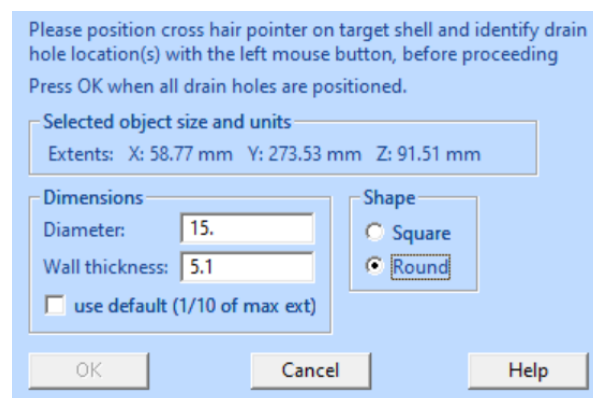 Please position cross hair pointer on target shell and identify drain
hole location(s) with the left mouse button, before proceeding
Press OK when all drain holes are positioned.
Selected object size and units
Extents: X: 58.77 mm Y: 273.53 mm Z: 91.51 mm
Dimensions
Diameter: 15.
Wall thickness: 5.1
use default (1/10 of max ext)
Shape
Square
Round
OK
Cancel
Help